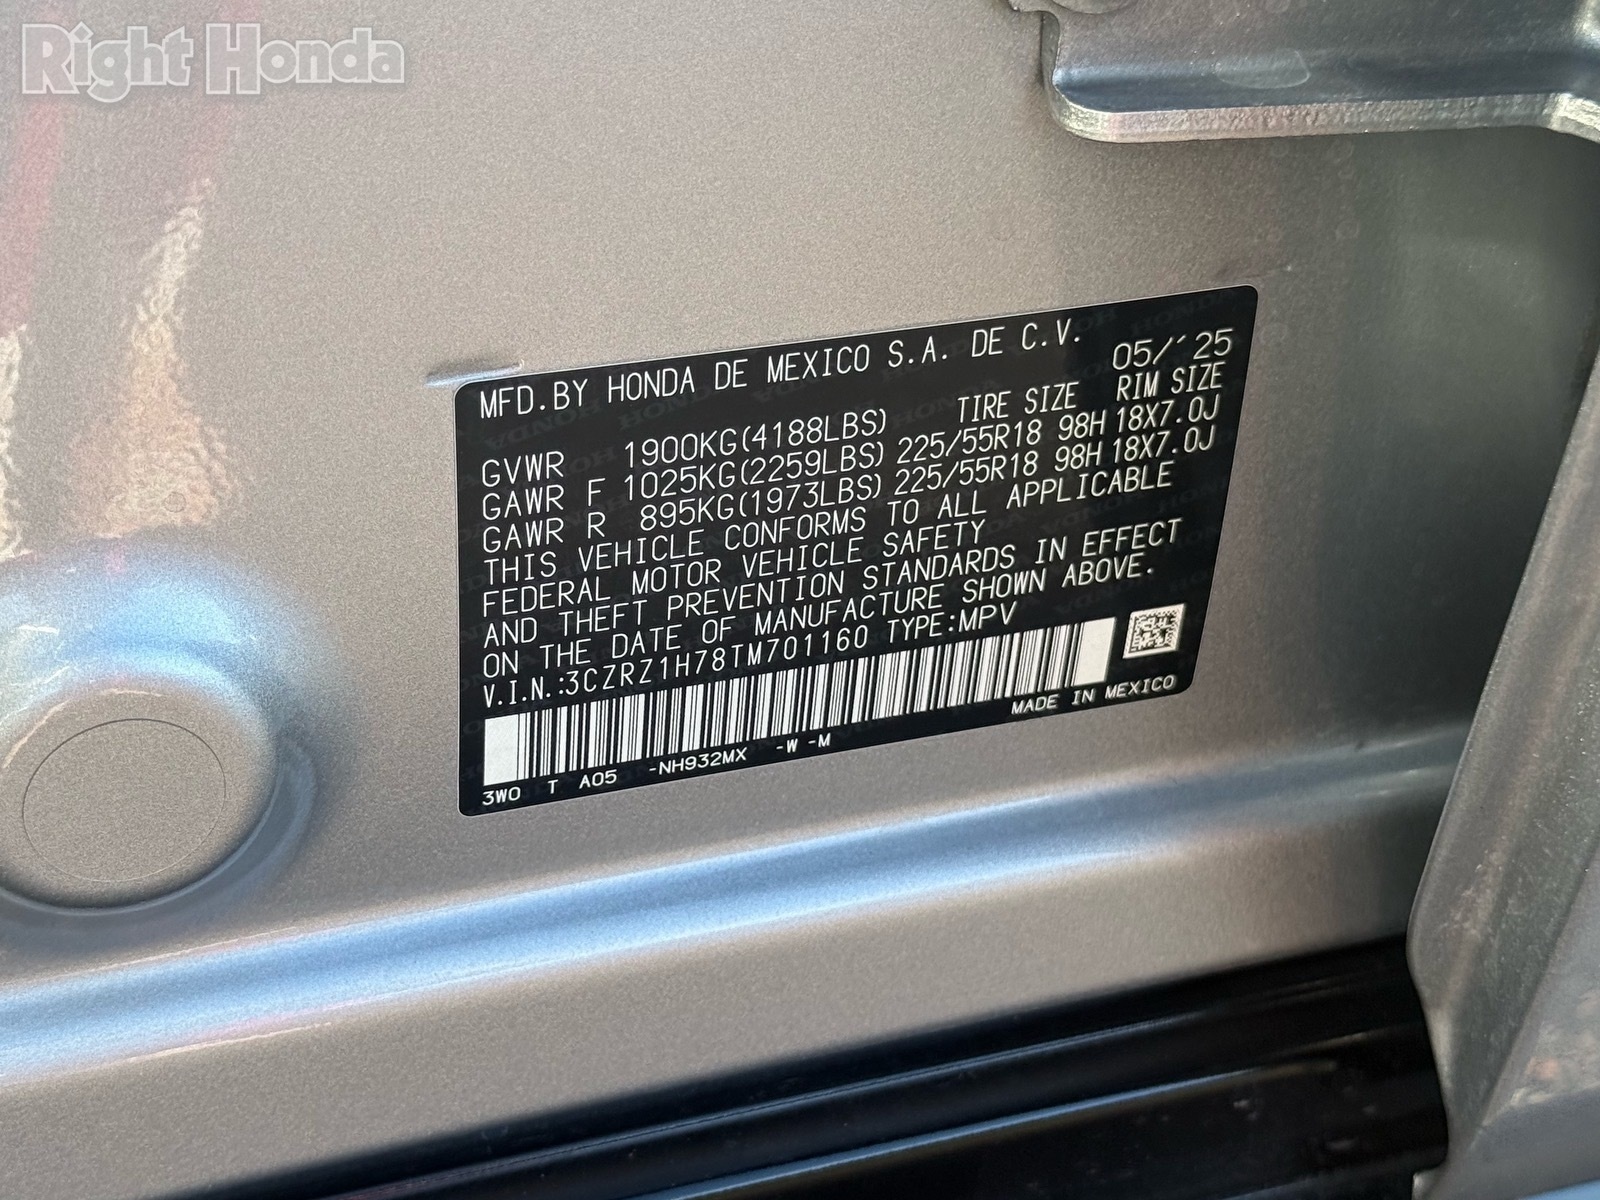 Right Honda
MFD.BY HONDA DE MEXICO S.A. DE C.V. 05/´25
TIRE SIZE RIM SIZE
GVWR 1900KG(4188LBS)
GAWR F 1025KG(2259LBS) 225/55R18 98H 18X7.0J
GAWR R 895KG(1973LBS) 225/55R18 98H 18X7.0J
THIS VEHICLE CONFORMS TO ALL APPLICABLE
FEDERAL MOTOR VEHICLE SAFETY
AND THEFT PREVENTION STANDARDS IN EFFECT
ON THE DATE OF MANUFACTURE SHOWN ABOVE.
V.I.N.:3CZRZ1H78TM701160 TYPE:MPV
MADE IN MEXICO
3W0 T A05 -NH932MX -W -M